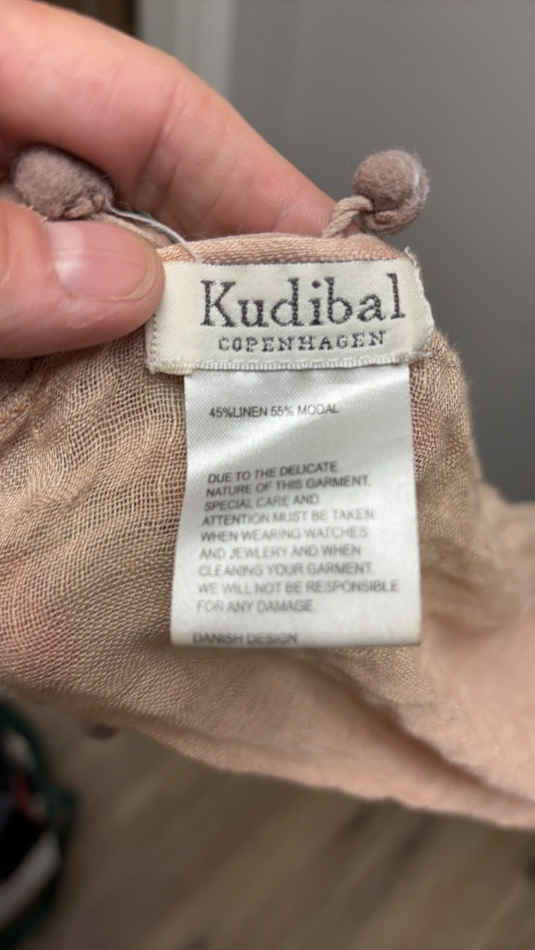 Kudibal
COPENHAGEN
45%LINEN 55% MODAL
DUE TO THE DELICATE
NATURE OF THIS GARMENT,
SPECIAL CARE AND
ATTENTION MUST BE TAKEN
WHEN WEARING WATCHES
AND JEWLERY AND WHEN
CLEANING YOUR GARMENT.
WE WILL NOT BE RESPONSIBLE
FOR ANY DAMAGE.
DANISH DESIGN